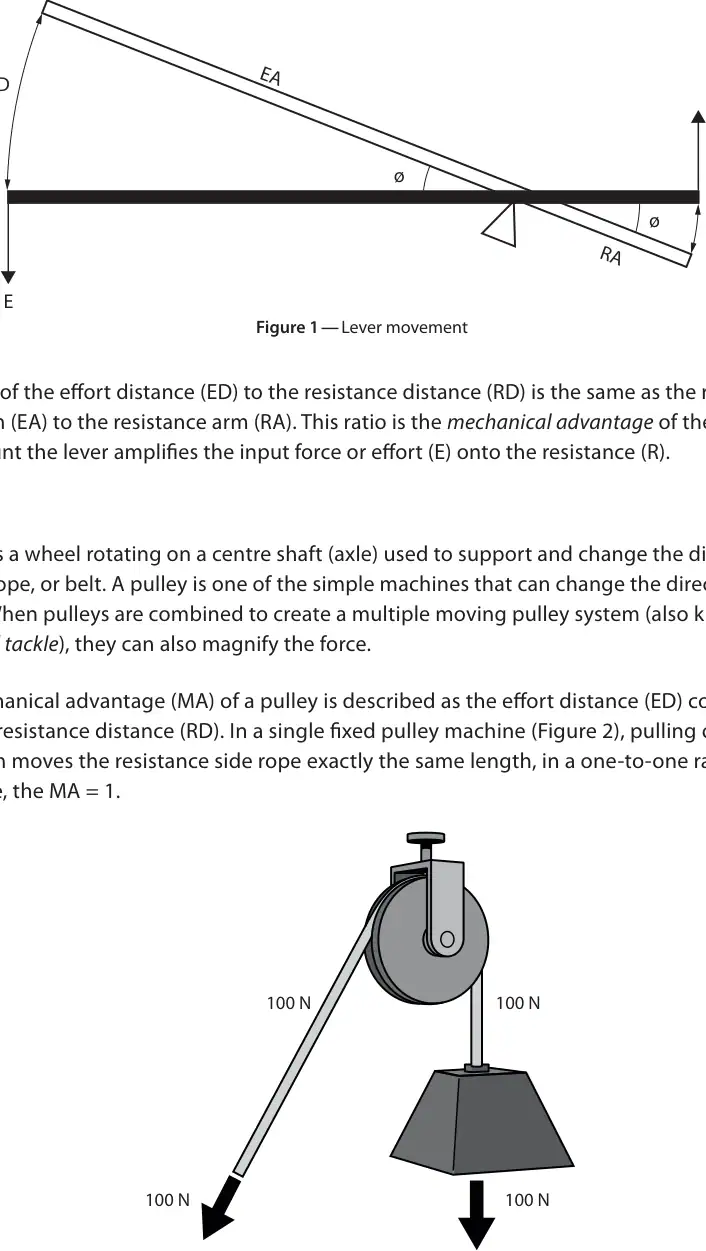 D
EA
ø
ø
RA
E
Figure 1 — Lever movement
of the effort distance (ED) to the resistance distance (RD) is the same as the r
(EA) to the resistance arm (RA). This ratio is the mechanical advantage of the
the lever amplifies the input force or effort (E) onto the resistance (R).
s a wheel rotating on a centre shaft (axle) used to support and change the di
ope, or belt. A pulley is one of the simple machines that can change the direc
hen pulleys are combined to create a multiple moving pulley system (also k
tackle), they can also magnify the force.
hanical advantage (MA) of a pulley is described as the effort distance (ED) co
resistance distance (RD). In a single fixed pulley machine (Figure 2), pulling
moves the resistance side rope exactly the same length, in a one-to-one ra
e, the MA = 1.
100 N
100 N
100 N
100 N